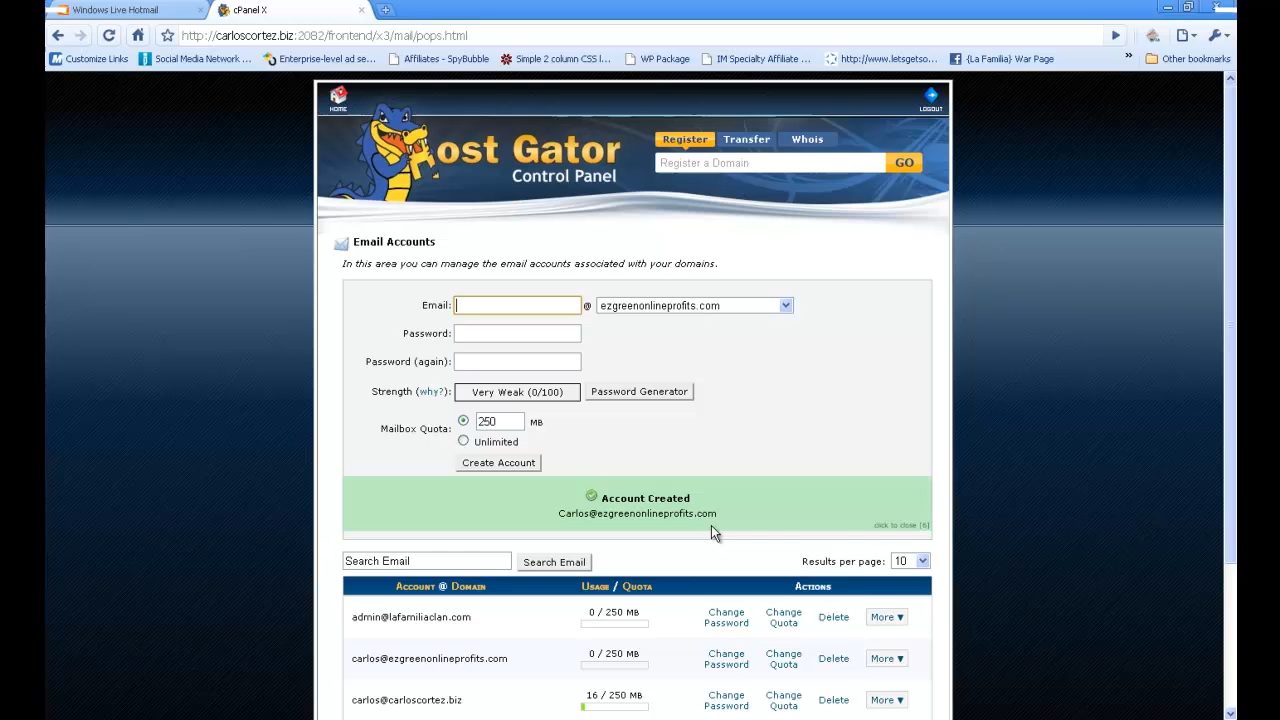 Windows Live Hotmail
cPanel X
http://carloscortez.biz:2082/frontend/x3/mail/pops.html
Customize Links
Social Media Network ...
Enterprise-level ad se...
Affiliates - SpyBubble
Simple 2 column CSS l...
WP Package
IM Specialty Affiliate ...
http://www.letsgetso...
{La Familia} War Page
»
Other bookmarks
HOME
LOGOUT
ost Gator
Control Panel
Register Transfer Whois
Register a Domain GO
Email Accounts
In this area you can manage the email accounts associated with your domains.
Email: @ ezgreenonlineprofits.com
Password:
Password (again):
Strength (why?): Very Weak (0/100) Password Generator
Mailbox Quota: 250 MB
Unlimited
Create Account
Account Created
Carlos@ezgreenonlineprofits.com
click to close [6]
Search Email Search Email Results per page: 10
Account @ Domain Usage / Quota Actions
admin@lafamiliaclan.com 0 / 250 MB Change Password Change Quota Delete More ▼
carlos@ezgreenonlineprofits.com 0 / 250 MB Change Password Change Quota Delete More ▼
carlos@carloscortez.biz 16 / 250 MB Change Password Change Quota Delete More ▼